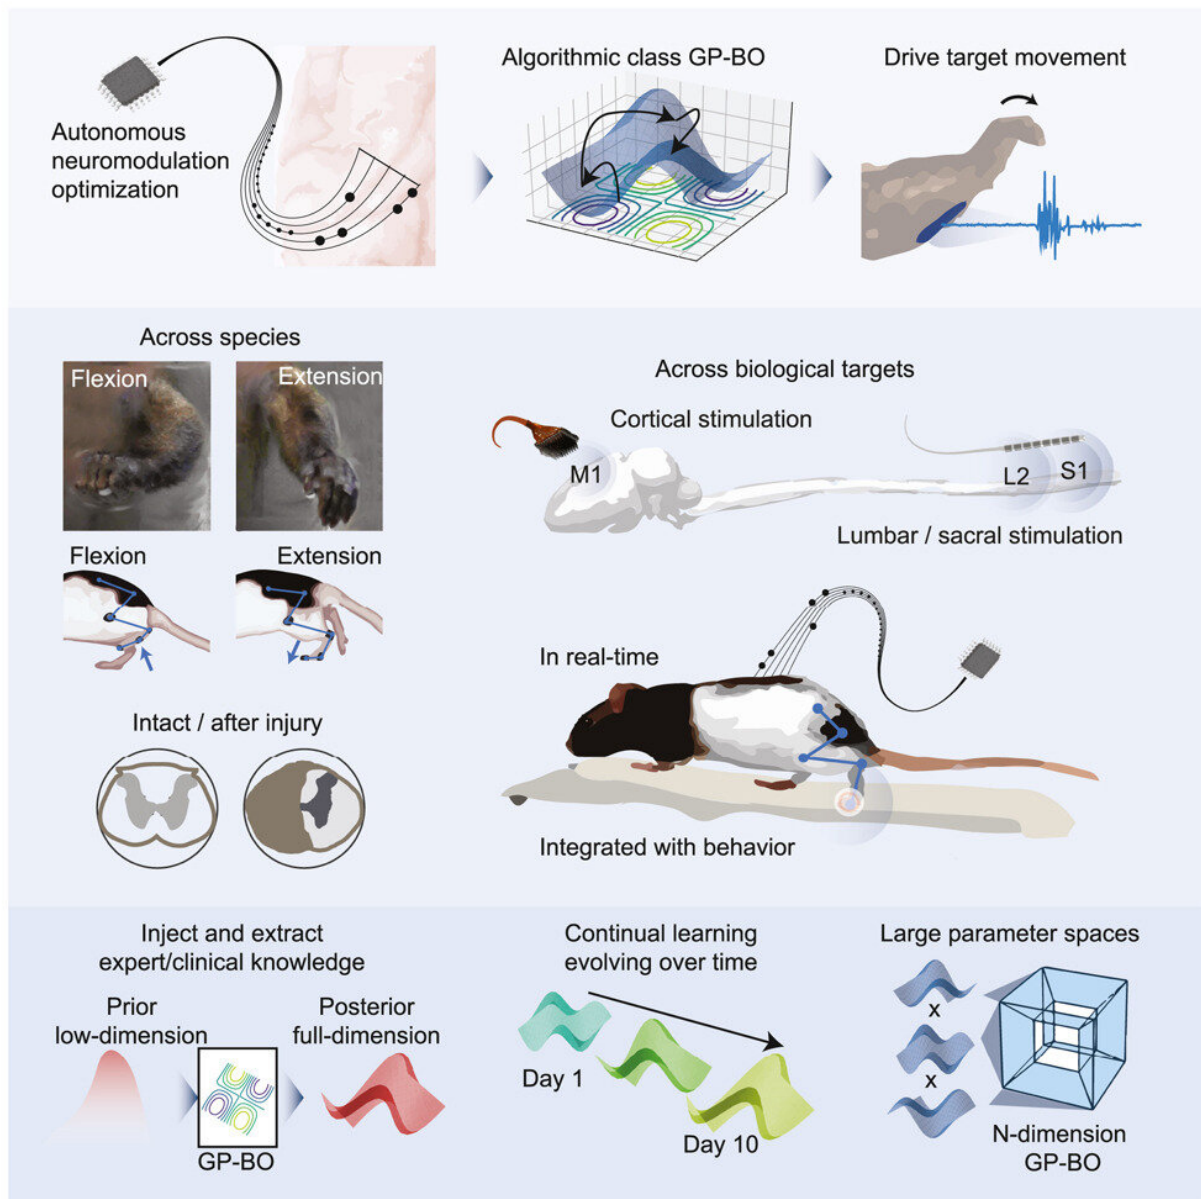 Autonomous
neuromodulation
optimization
Algorithmic class GP-BO
Drive target movement
Across species
Flexion
Extension
Flexion
Extension
Intact / after injury
Across biological targets
Cortical stimulation
M1
L2
S1
Lumbar / sacral stimulation
In real-time
Integrated with behavior
Inject and extract
expert/clinical knowledge
Prior
low-dimension
GP-BO
Posterior
full-dimension
Continual learning
evolving over time
Day 1
Day 10
Large parameter spaces
x
x
N-dimension
GP-BO